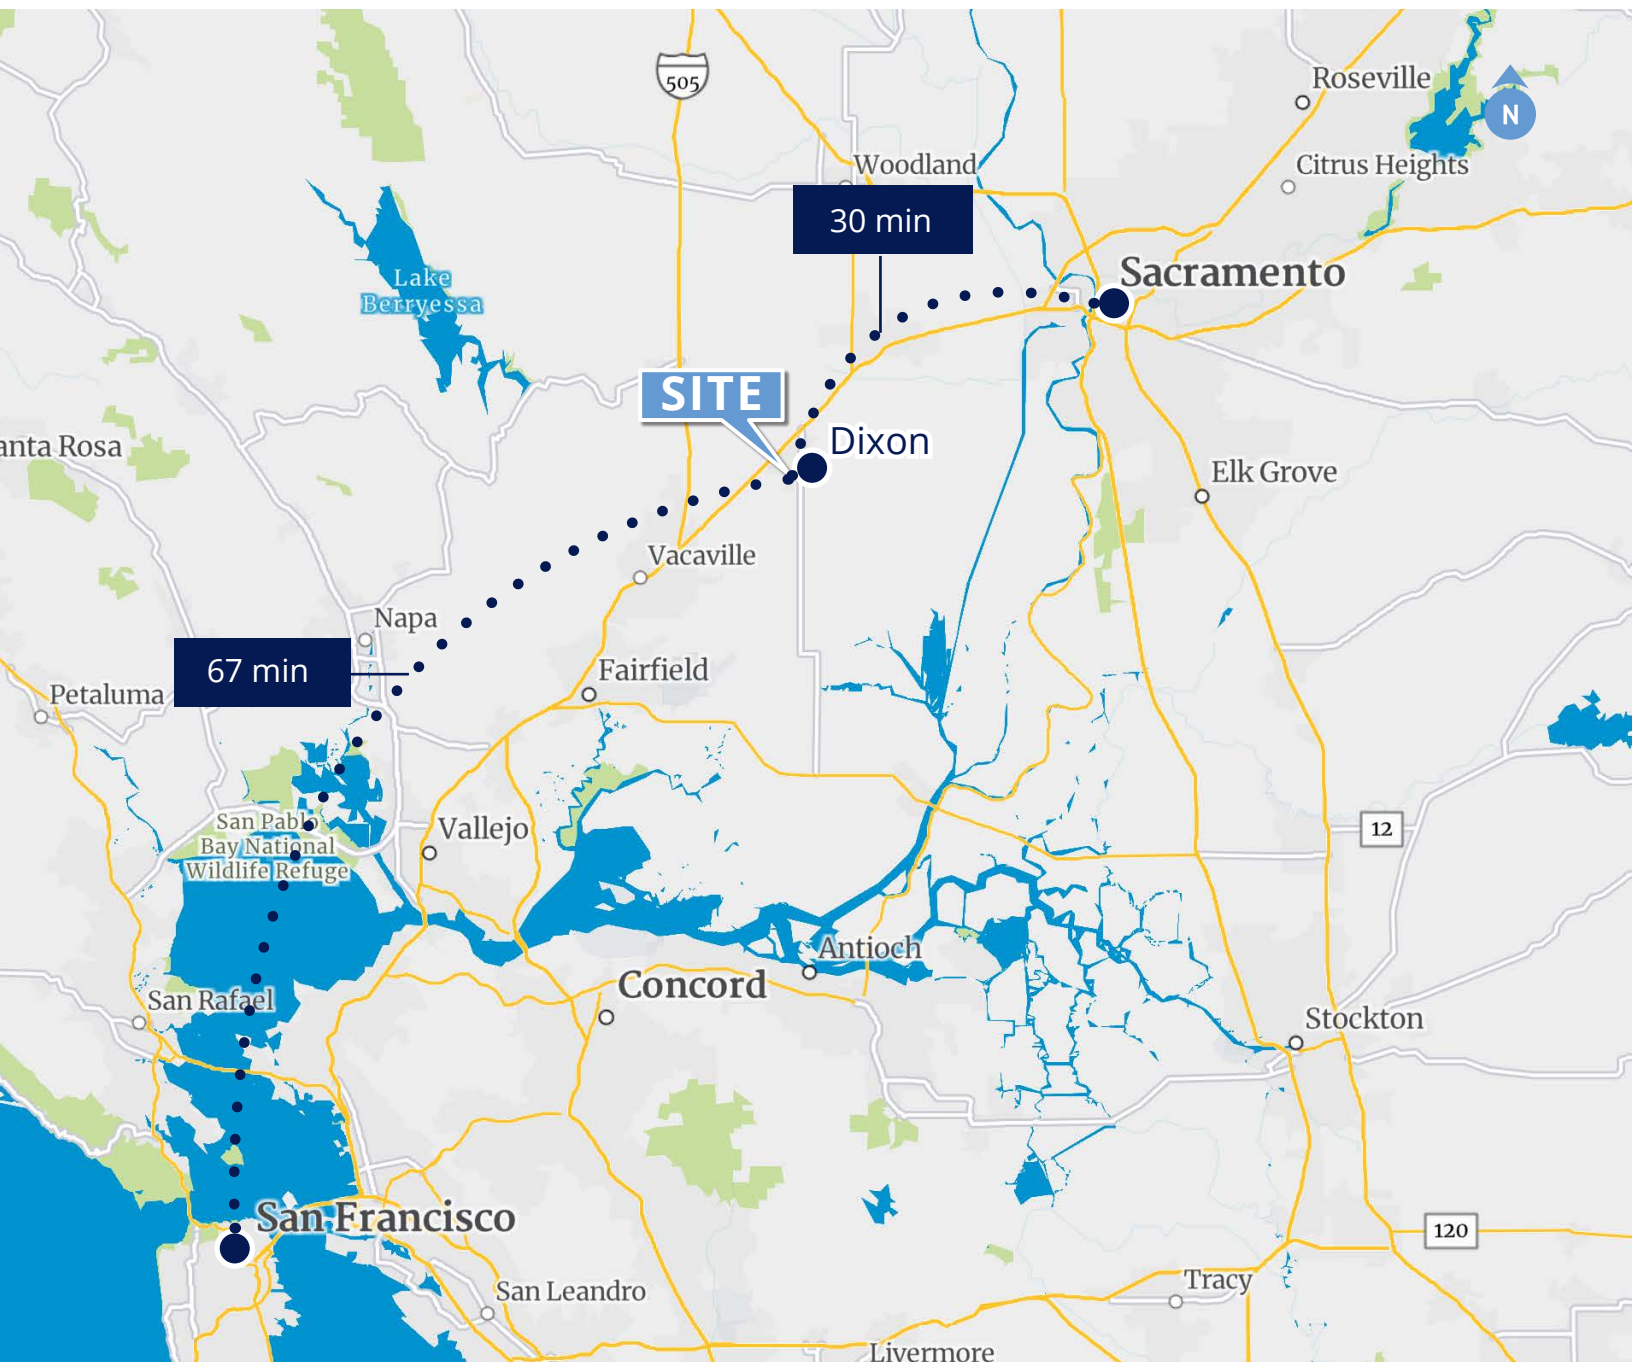 505
Roseville
N
Woodland
Citrus Heights
30 min
Sacramento
Lake
Berryessa
SITE
Dixon
anta Rosa
Elk Grove
Vacaville
Napa
67 min
Fairfield
Petaluma
San Pablo
Bay National
Wildlife Refuge
Vallejo
12
Antioch
Concord
San Rafael
Stockton
San Francisco
120
Tracy
San Leandro
Livermore